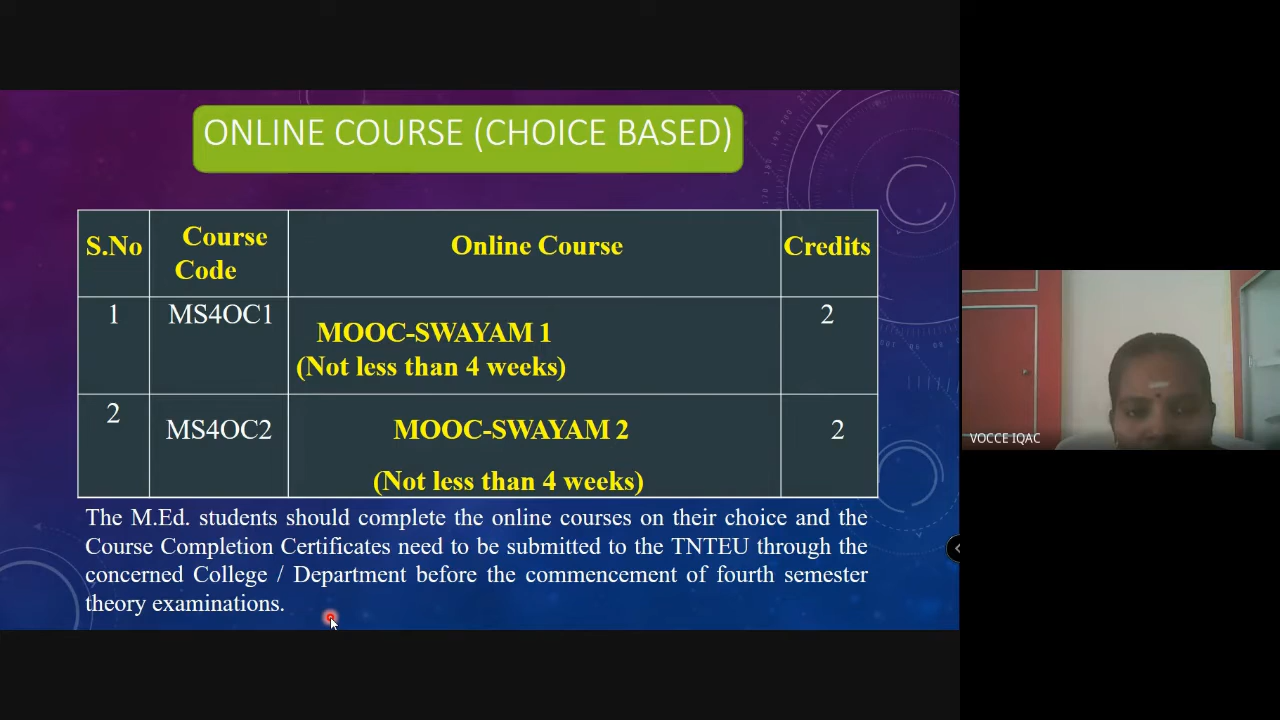 ONLINE COURSE (CHOICE BASED)
S.No
Course
Code
Online Course
Credits
1
MS4OC1
MOOC-SWAYAM 1
(Not less than 4 weeks)
2
2
MS4OC2
MOOC-SWAYAM 2
(Not less than 4 weeks)
2
The M.Ed. students should complete the online courses on their choice and the
Course Completion Certificates need to be submitted to the TNTEU through the
concerned College / Department before the commencement of fourth semester
theory examinations.
VOCCE IQAC